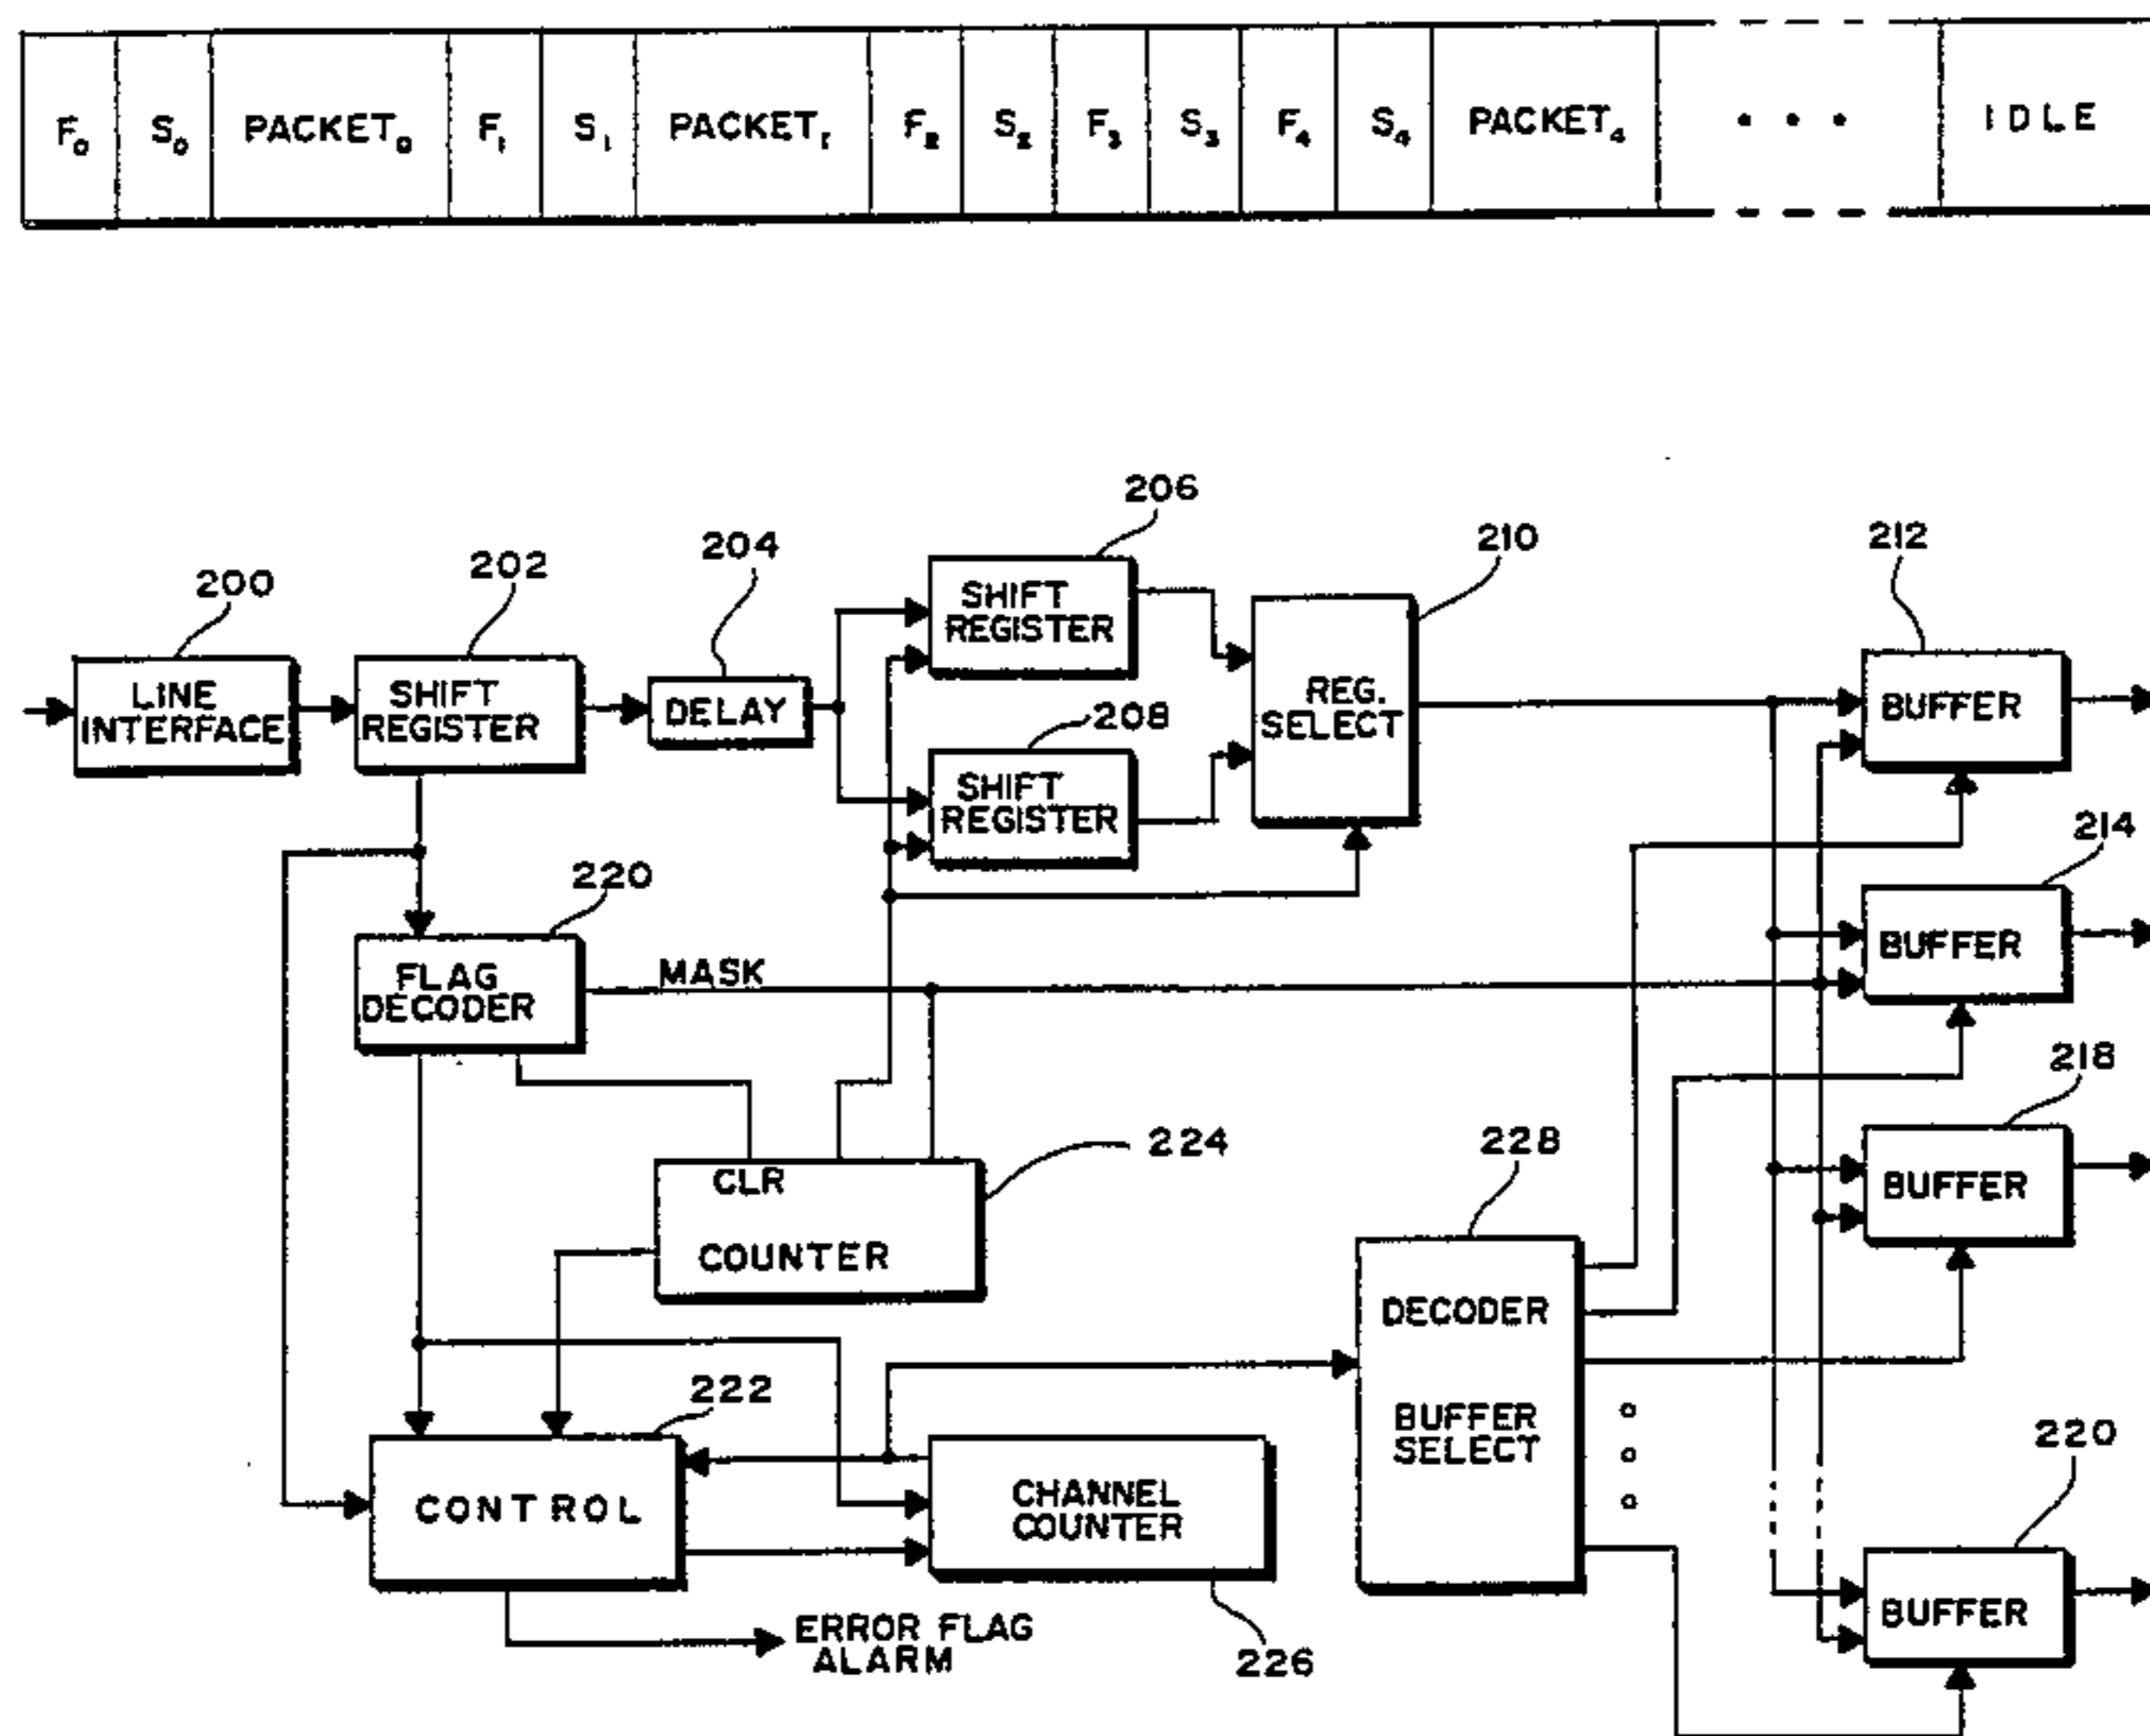 F₀ S₀ PACKET₀ F₁ S₁ PACKET₁ F₂ S₂ F₃ S₃ F₄ S₄ PACKET₄ • • • IDLE
206
202
204
210
212
200
SHIFT
REGISTER
LINE
INTERFACE
SHIFT
REGISTER
DELAY
REG.
SELECT
BUFFER
208
SHIFT
REGISTER
214
220
BUFFER
FLAG
DECODER
MASK
218
224
228
CLR
BUFFER
COUNTER
DECODER
222
BUFFER
SELECT
220
CONTROL
CHANNEL
COUNTER
BUFFER
ERROR FLAG
ALARM
226